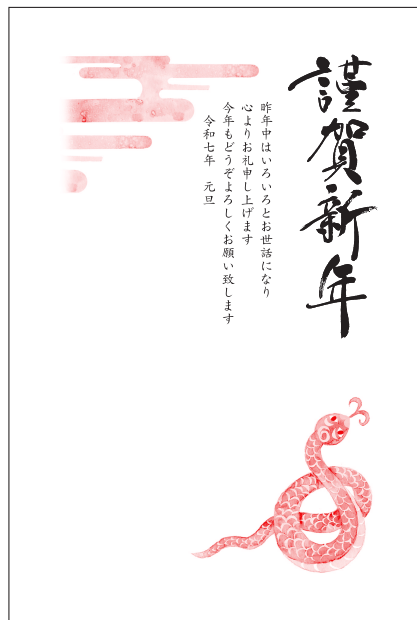 謹賀新年
昨年中はいろいろとお世話になり
心よりお礼申し上げます
今年もどうぞよろしくお願い致します
令和七年　元旦